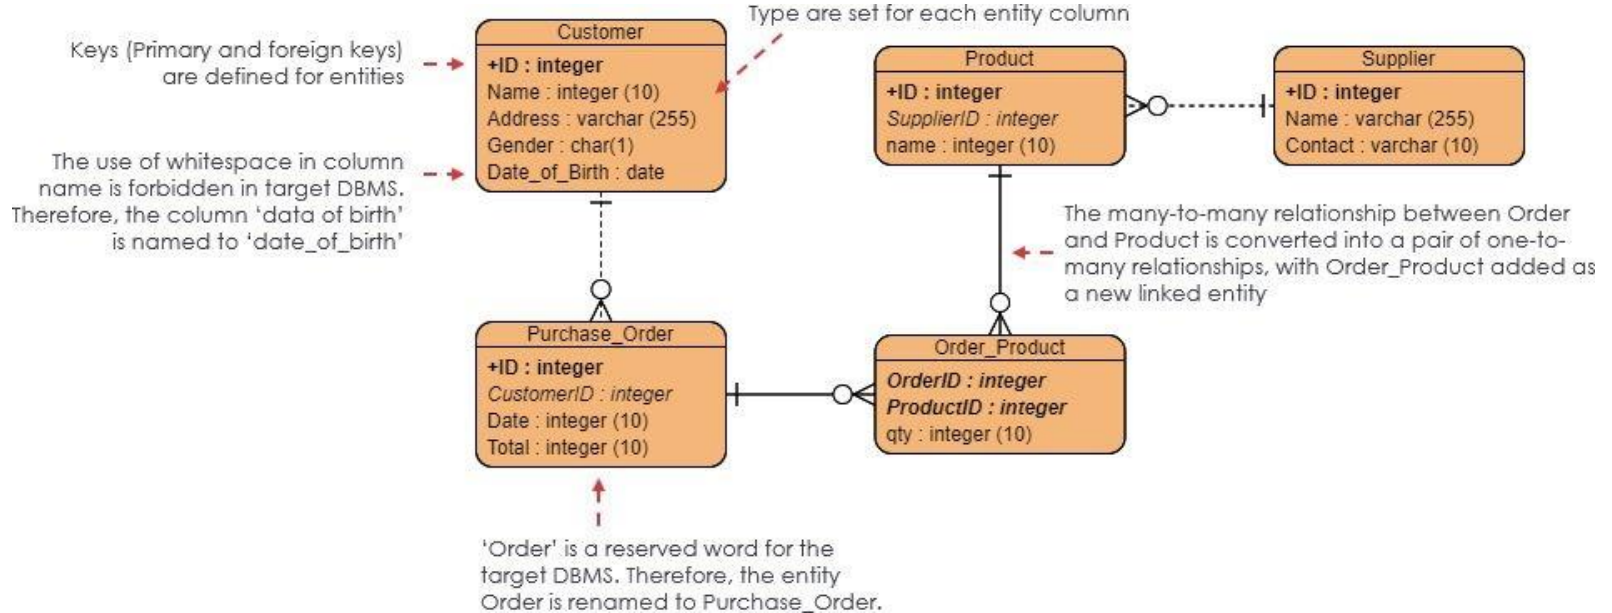 Type are set for each entity column
Keys (Primary and foreign keys)
are defined for entities
The use of whitespace in column
name is forbidden in target DBMS.
Therefore, the column ‘data of birth’
is named to ‘date_of_birth’
Customer
+ID : integer
Name : integer (10)
Address : varchar (255)
Gender : char(1)
Date_of_Birth : date
Product
+ID : integer
SupplierID : integer
name : integer (10)
Supplier
+ID : integer
Name : varchar (255)
Contact : varchar (10)
The many-to-many relationship between Order
and Product is converted into a pair of one-to-
many relationships, with Order_Product added as
a new linked entity
Purchase_Order
+ID : integer
CustomerID : integer
Date : integer (10)
Total : integer (10)
Order_Product
OrderID : integer
ProductID : integer
qty : integer (10)
‘Order’ is a reserved word for the
target DBMS. Therefore, the entity
Order is renamed to Purchase_Order.